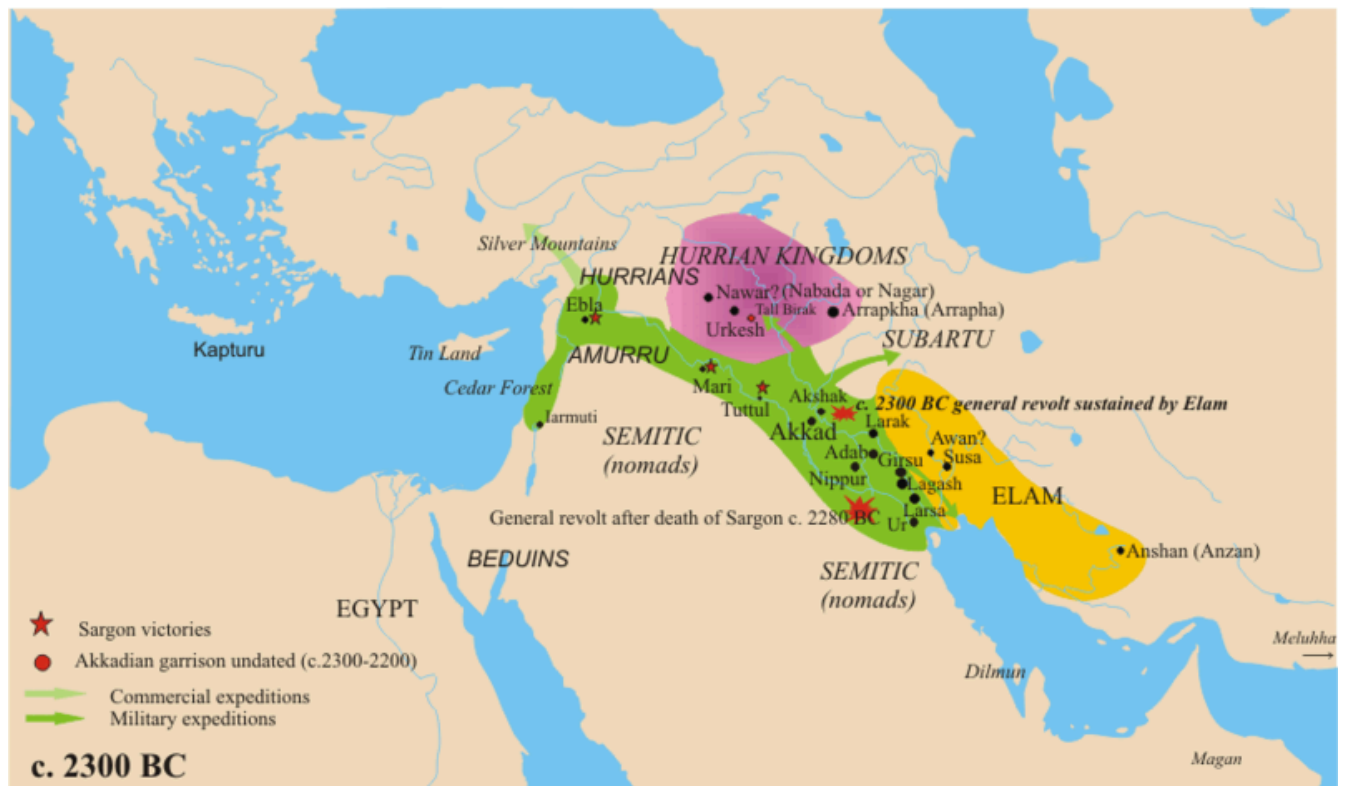 Silver Mountains
HURRIAN KINGDOMS
HURRIANS
Nawar? (Nabada or Nagar)
Ebla
Tall Birak
Arrapkha (Arrapha)
Urkesh
SUBARTU
Kapturu
Tin Land
AMURRU
Cedar Forest
Mari
Tuttul
Akshak
c. 2300 BC general revolt sustained by Elam
Iarmuti
Akkad
Larak
SEMITIC
(nomads)
Awan?
Adab
Girsu
Susa
Nippur
Lagash
ELAM
Larsa
General revolt after death of Sargon c. 2280 BC
Ur
Anshan (Anzan)
BEDUINS
SEMITIC
(nomads)
EGYPT
Sargon victories
Akkadian garrison undated (c.2300-2200)
Commercial expeditions
Military expeditions
Meluhha
Dilmun
Magan
c. 2300 BC